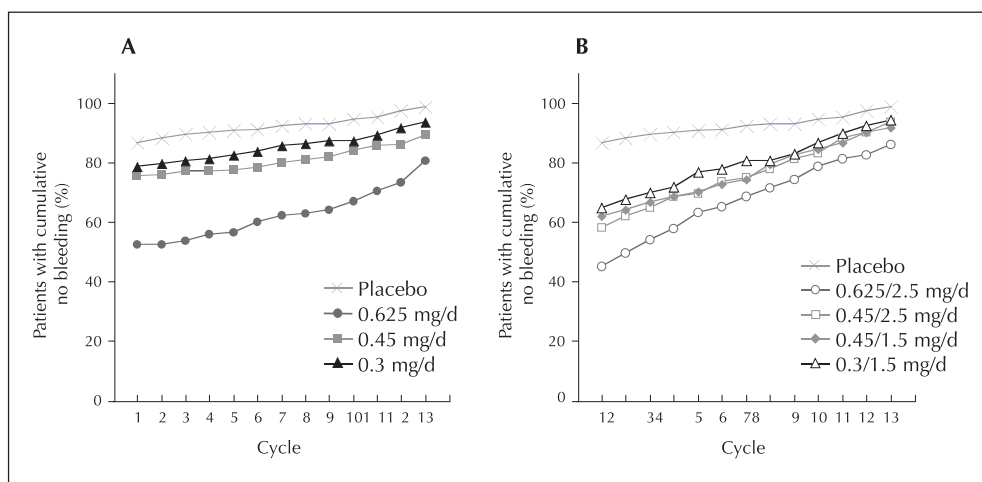 A
Patients with cumulative
no bleeding (%)
100
80
60
40
20
0
Placebo
0.625 mg/d
0.45 mg/d
0.3 mg/d
1 2 3 4 5 6 7 8 9 101 11 2 13
Cycle
B
Patients with cumulative
no bleeding (%)
100
80
60
40
20
0
Placebo
0.625/2.5 mg/d
0.45/2.5 mg/d
0.45/1.5 mg/d
0.3/1.5 mg/d
12 34 5 6 78 9 10 11 12 13
Cycle